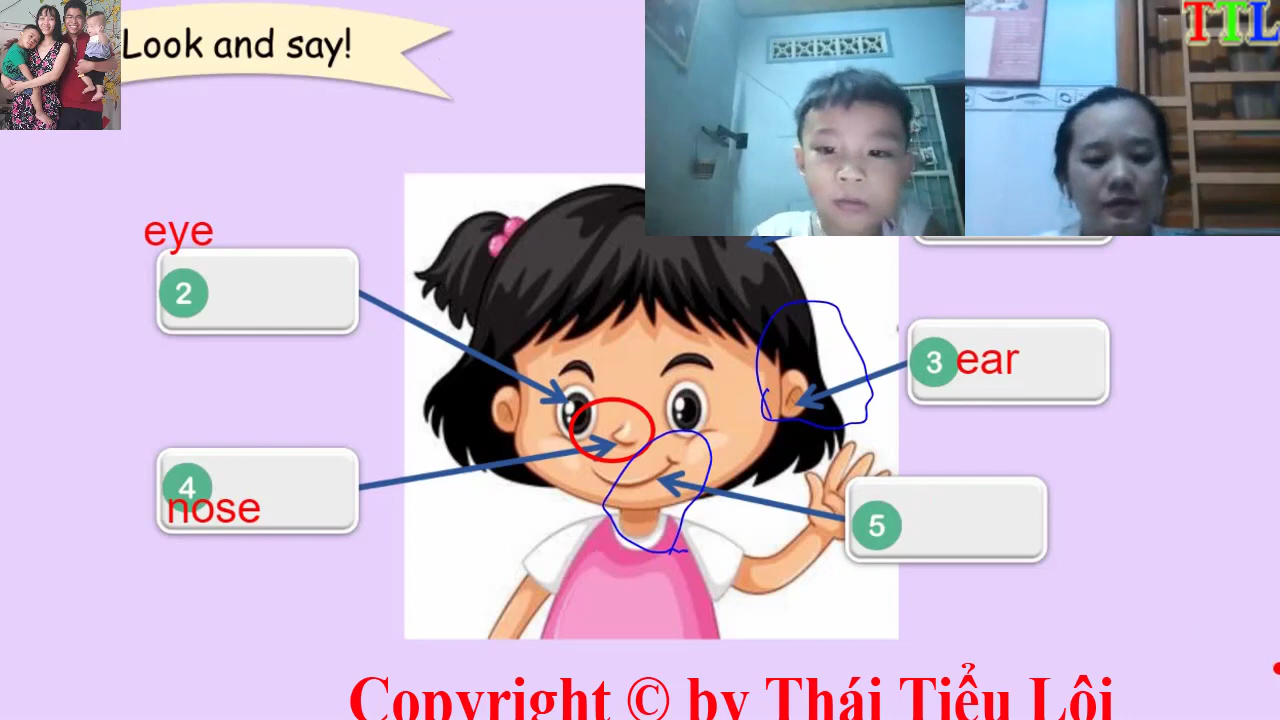 Look and say!
TTL
eye
2
3 ear
4
nose
5
Copyright © by Thái Tiểu Lôi